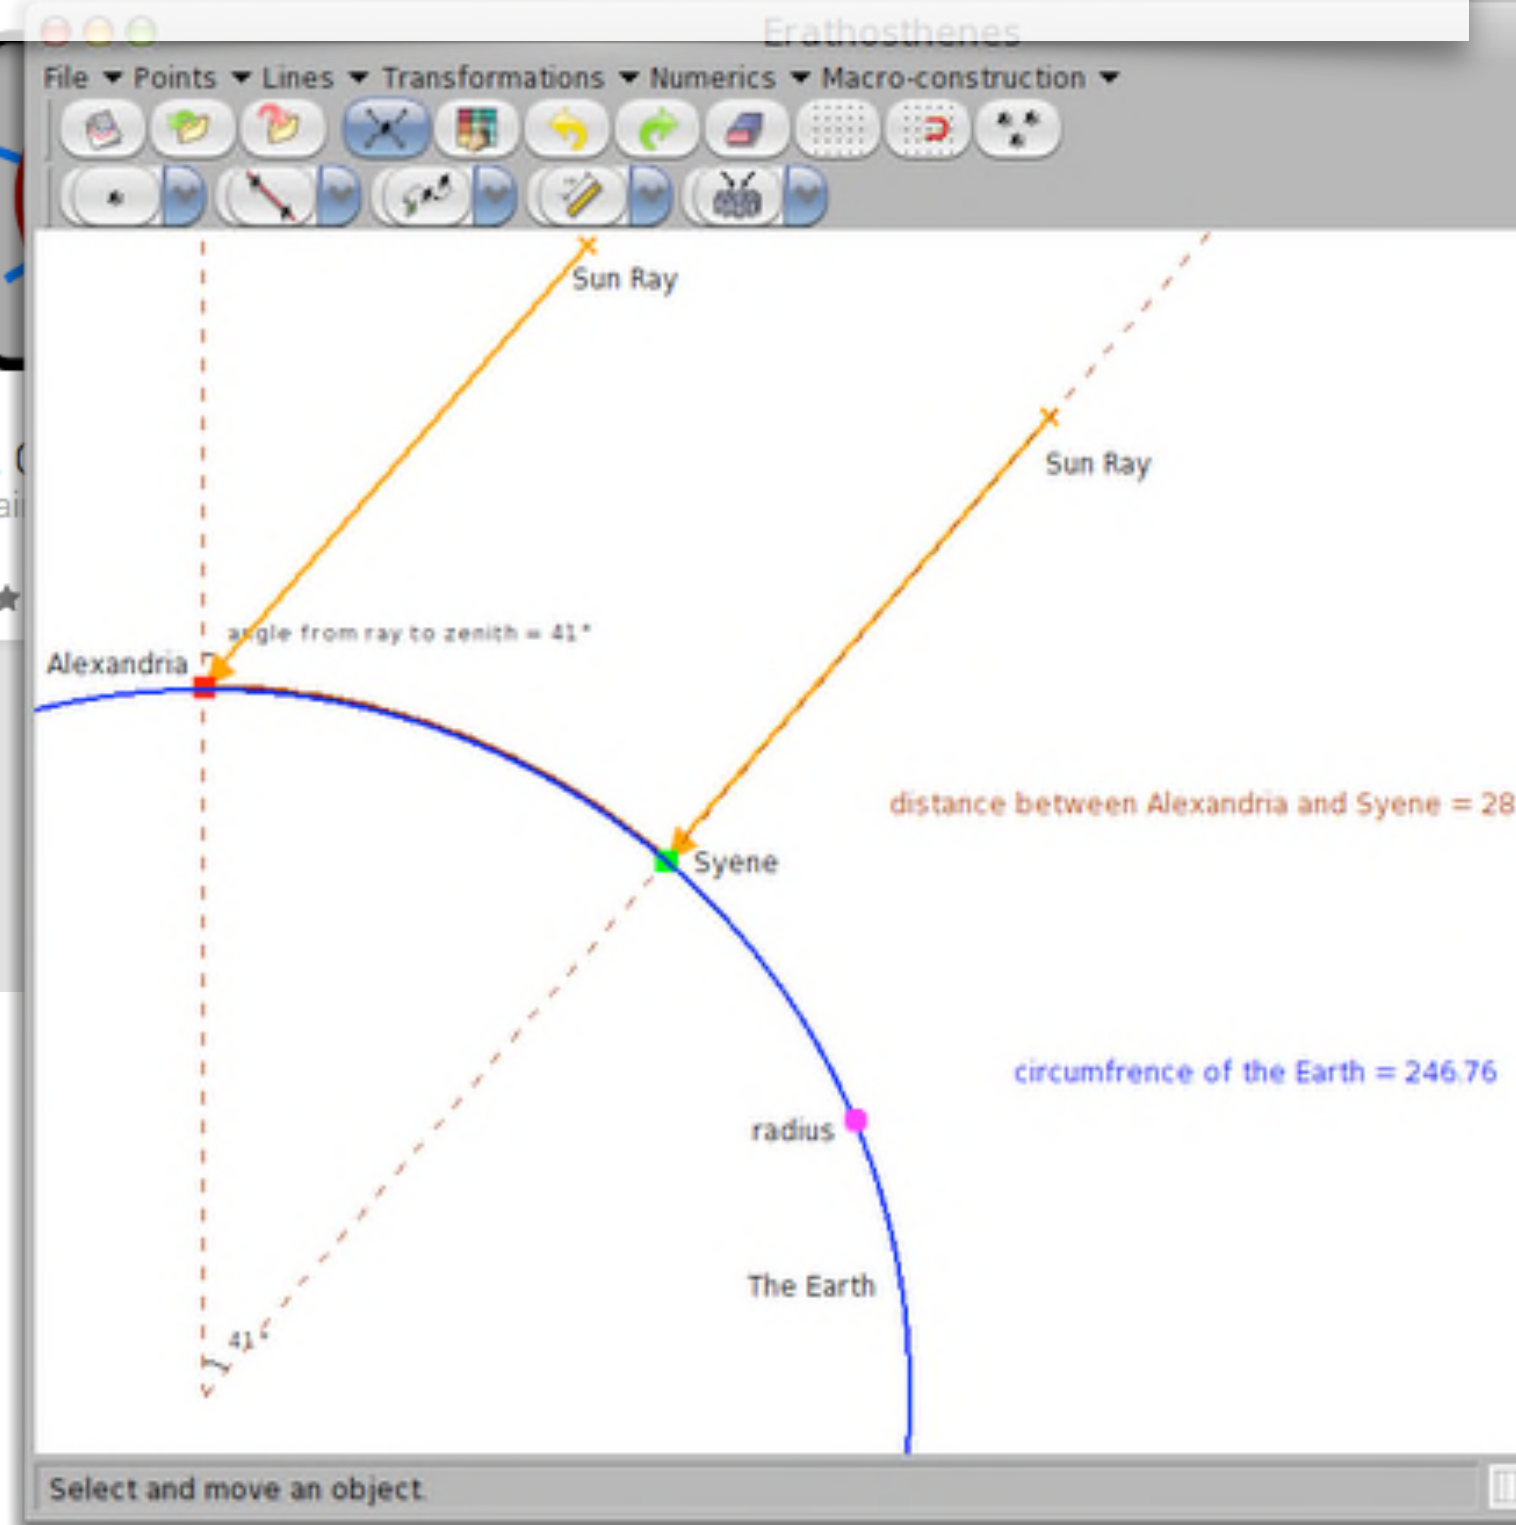 Erathosthenes
File Points Lines Transformations Numerics Macro-construction
Sun Ray
Sun Ray
angle from ray to zenith = 41°
Alexandria
distance between Alexandria and Syene = 28
Syene
circumfrence of the Earth = 246.76
radius
The Earth
41°
Select and move an object.